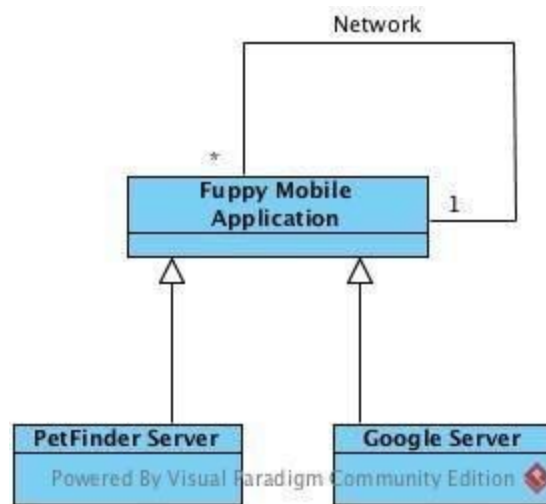 Network
*
Fuppy Mobile
Application
1
PetFinder Server
Google Server
Powered By Visual Paradigm Community Edition